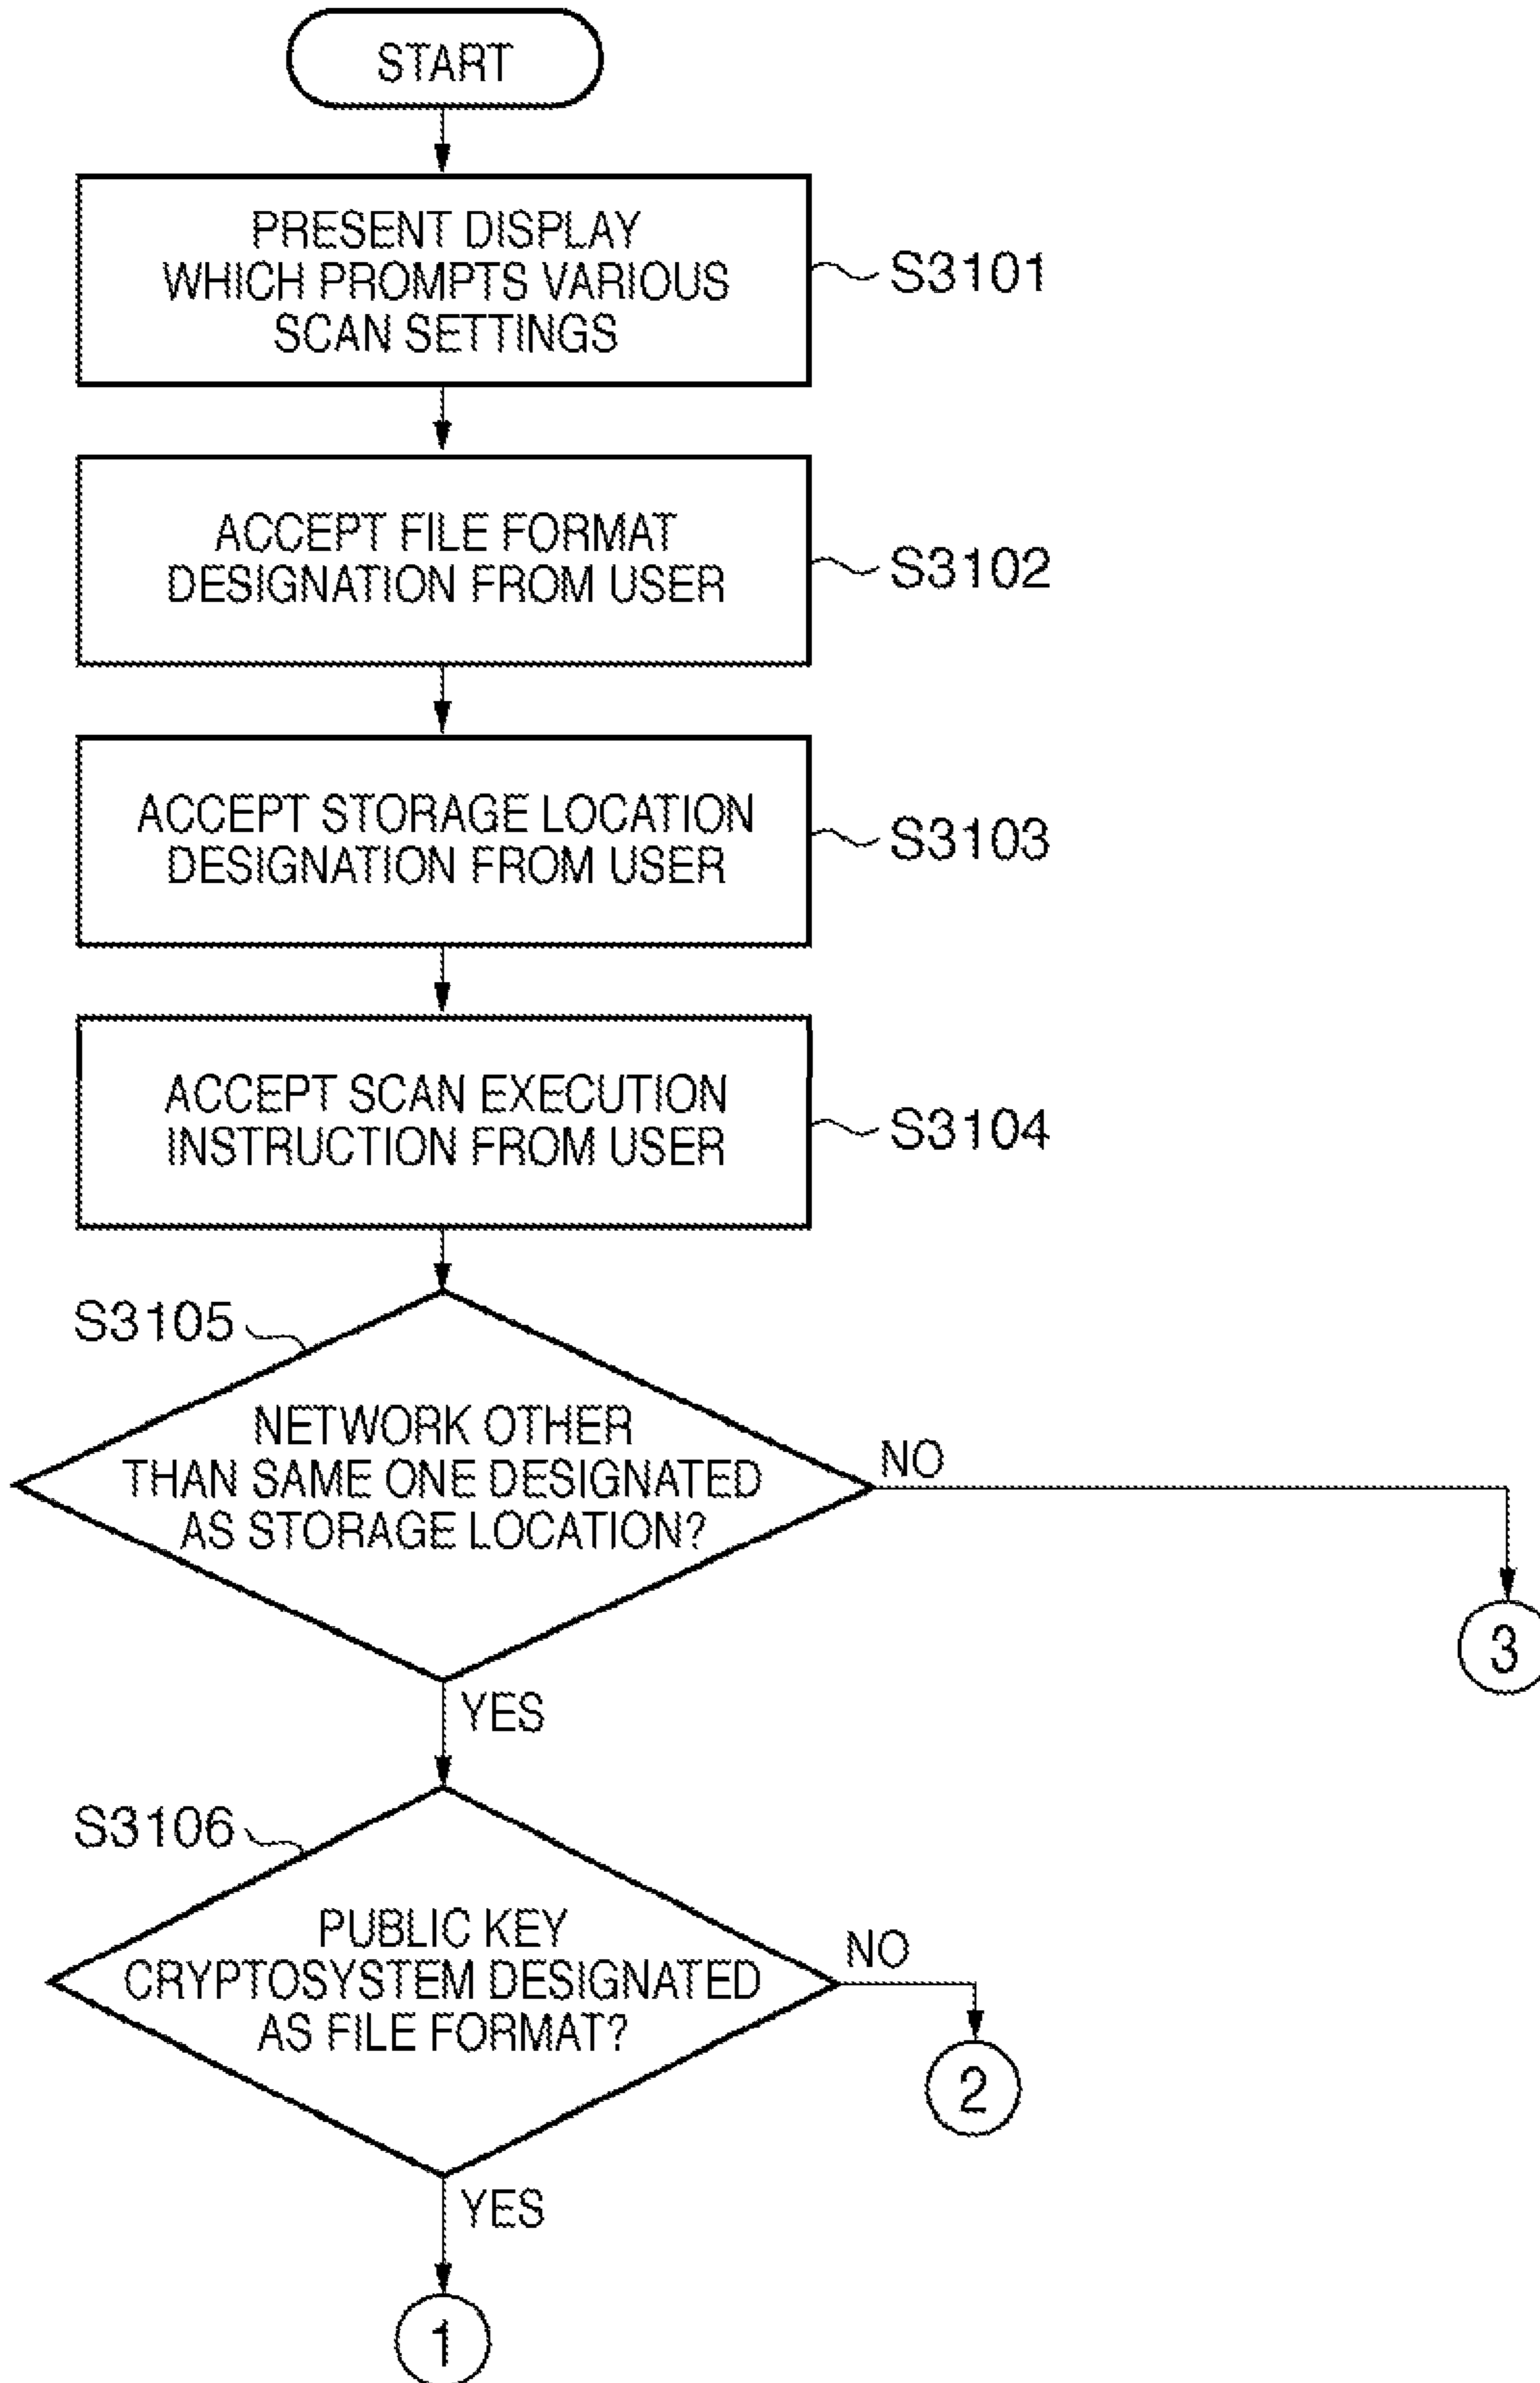 START
PRESENT DISPLAY
WHICH PROMPTS VARIOUS
SCAN SETTINGS
S3101
ACCEPT FILE FORMAT
DESIGNATION FROM USER
S3102
ACCEPT STORAGE LOCATION
DESIGNATION FROM USER
S3103
ACCEPT SCAN EXECUTION
INSTRUCTION FROM USER
S3104
S3105
NETWORK OTHER
THAN SAME ONE DESIGNATED
AS STORAGE LOCATION?
NO
3
YES
S3106
PUBLIC KEY
CRYPTOSYSTEM DESIGNATED
AS FILE FORMAT?
NO
2
YES
1